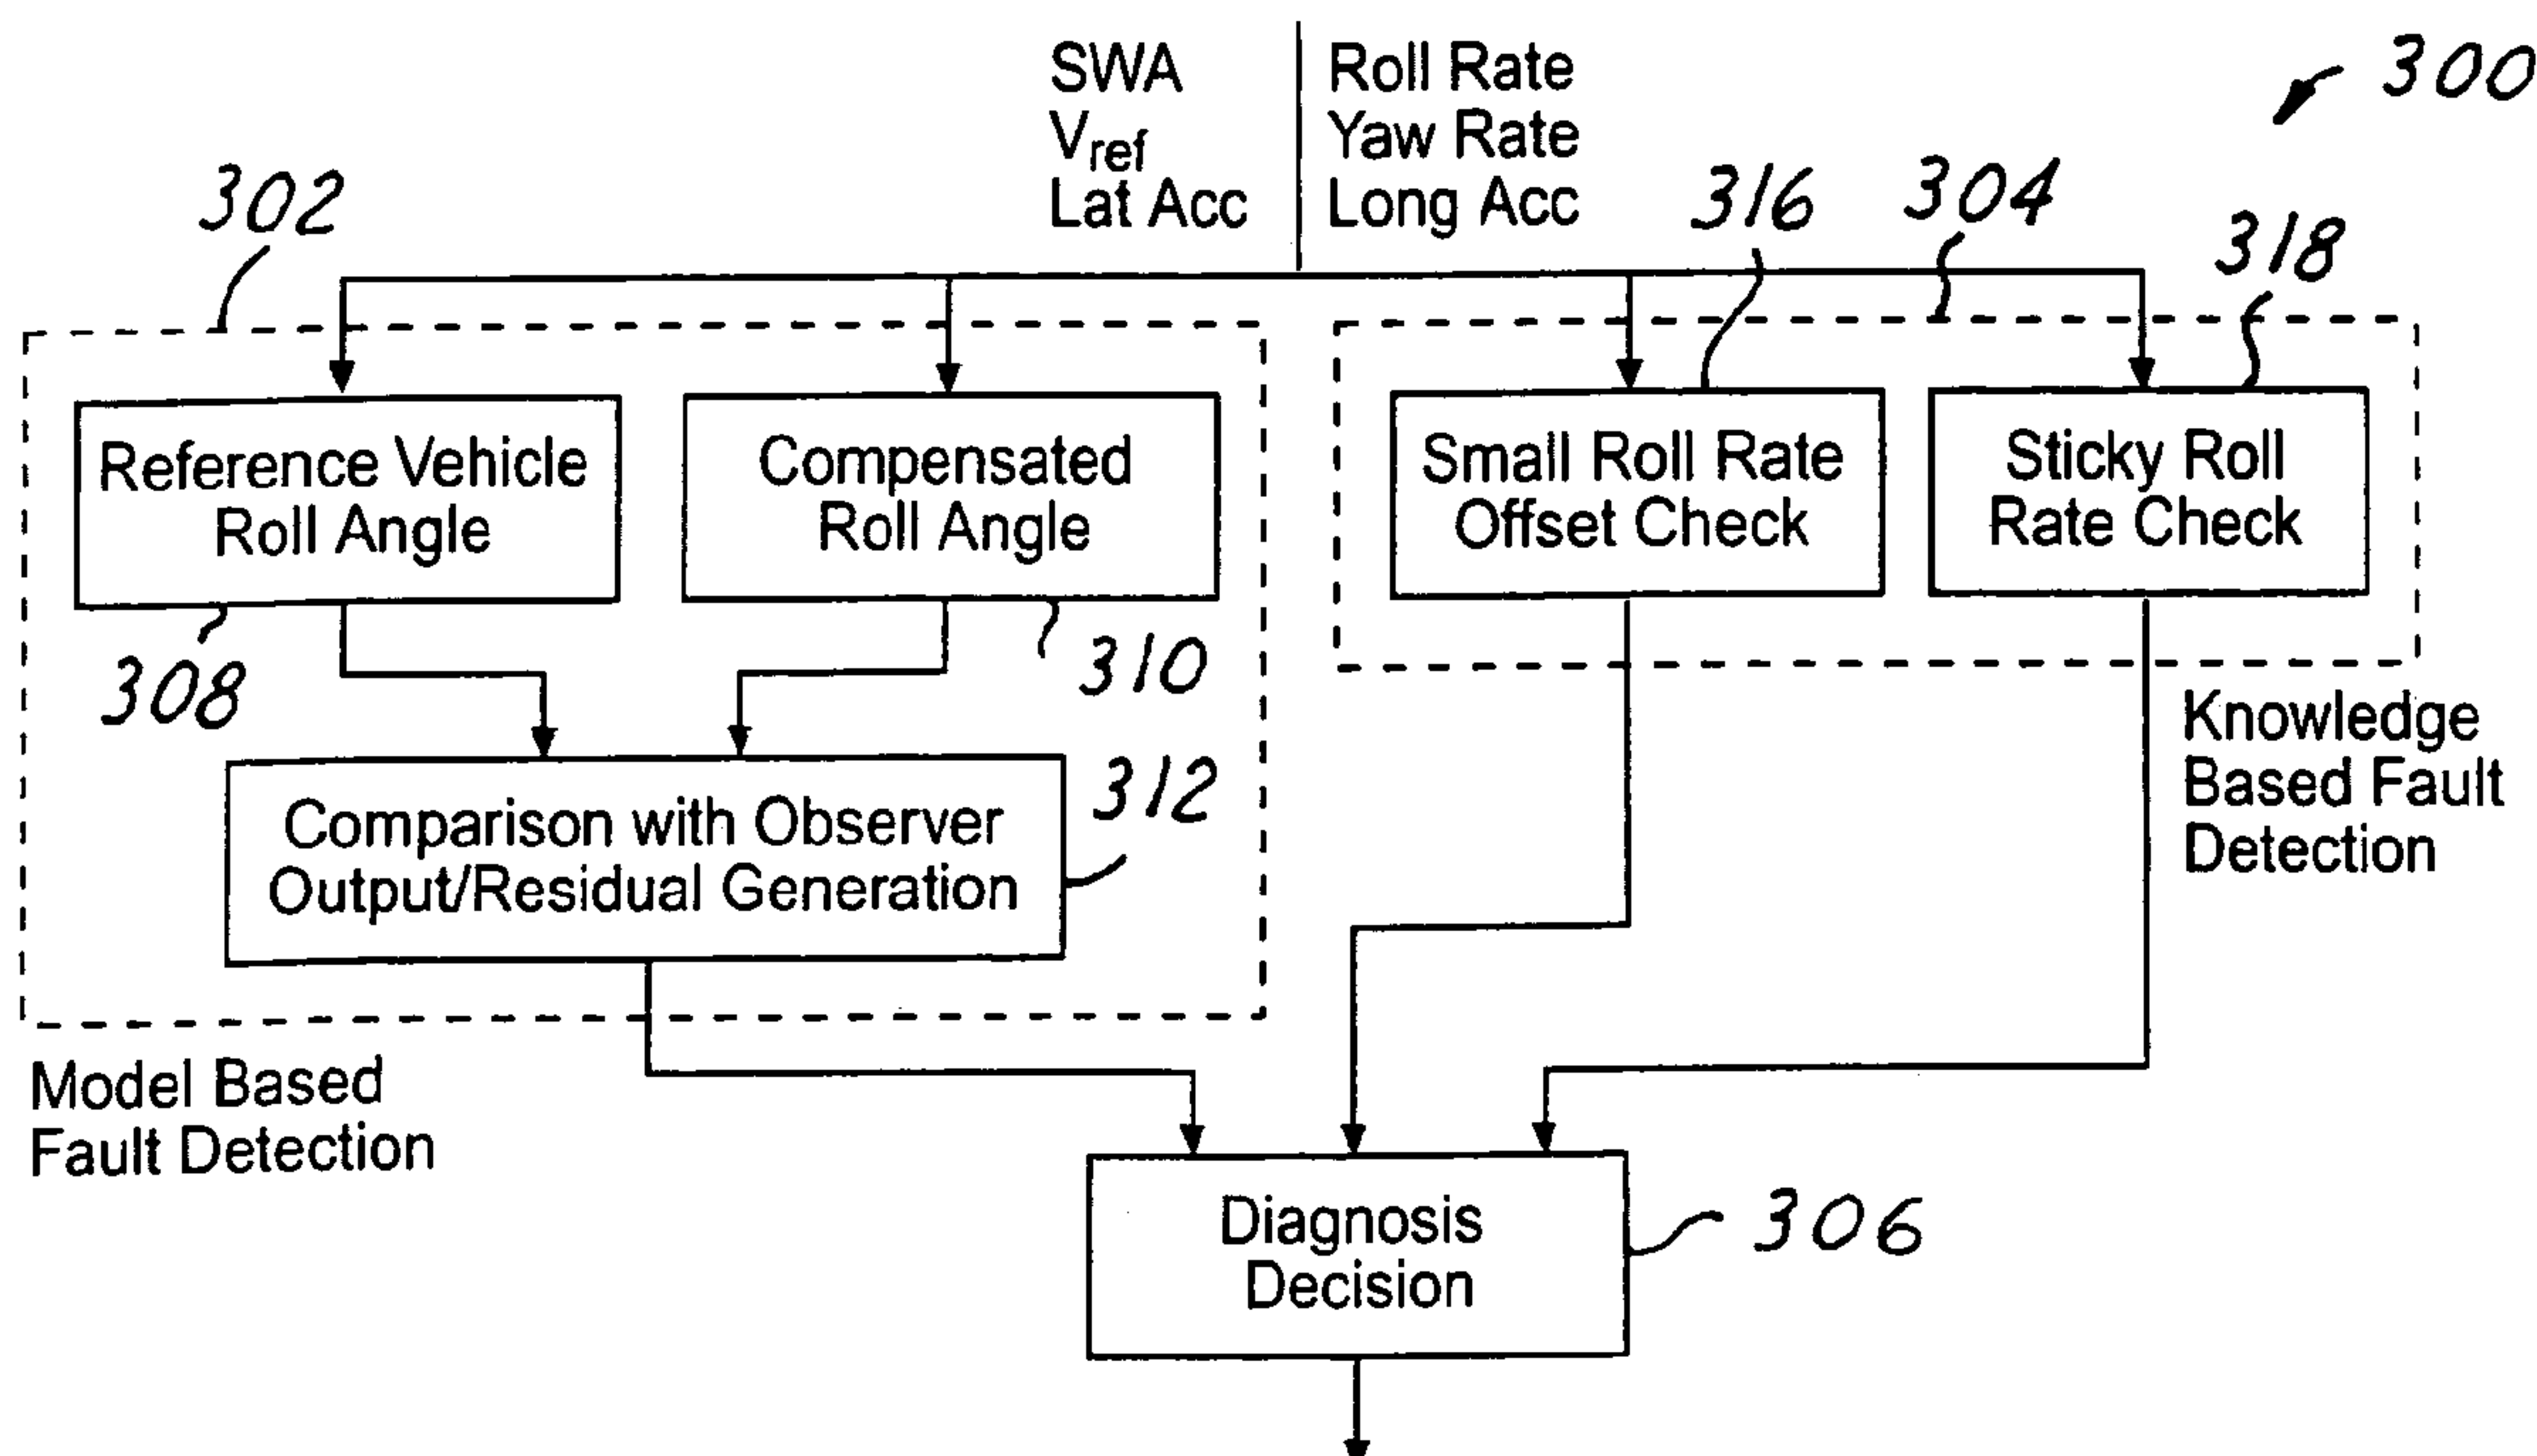 SWA
Vref
Lat Acc
Roll Rate
Yaw Rate
Long Acc
300
302
316
304
318
Reference Vehicle
Roll Angle
Compensated
Roll Angle
Small Roll Rate
Offset Check
Sticky Roll
Rate Check
308
310
Comparison with Observer
Output/Residual Generation
312
Knowledge
Based Fault
Detection
Model Based
Fault Detection
Diagnosis
Decision
306